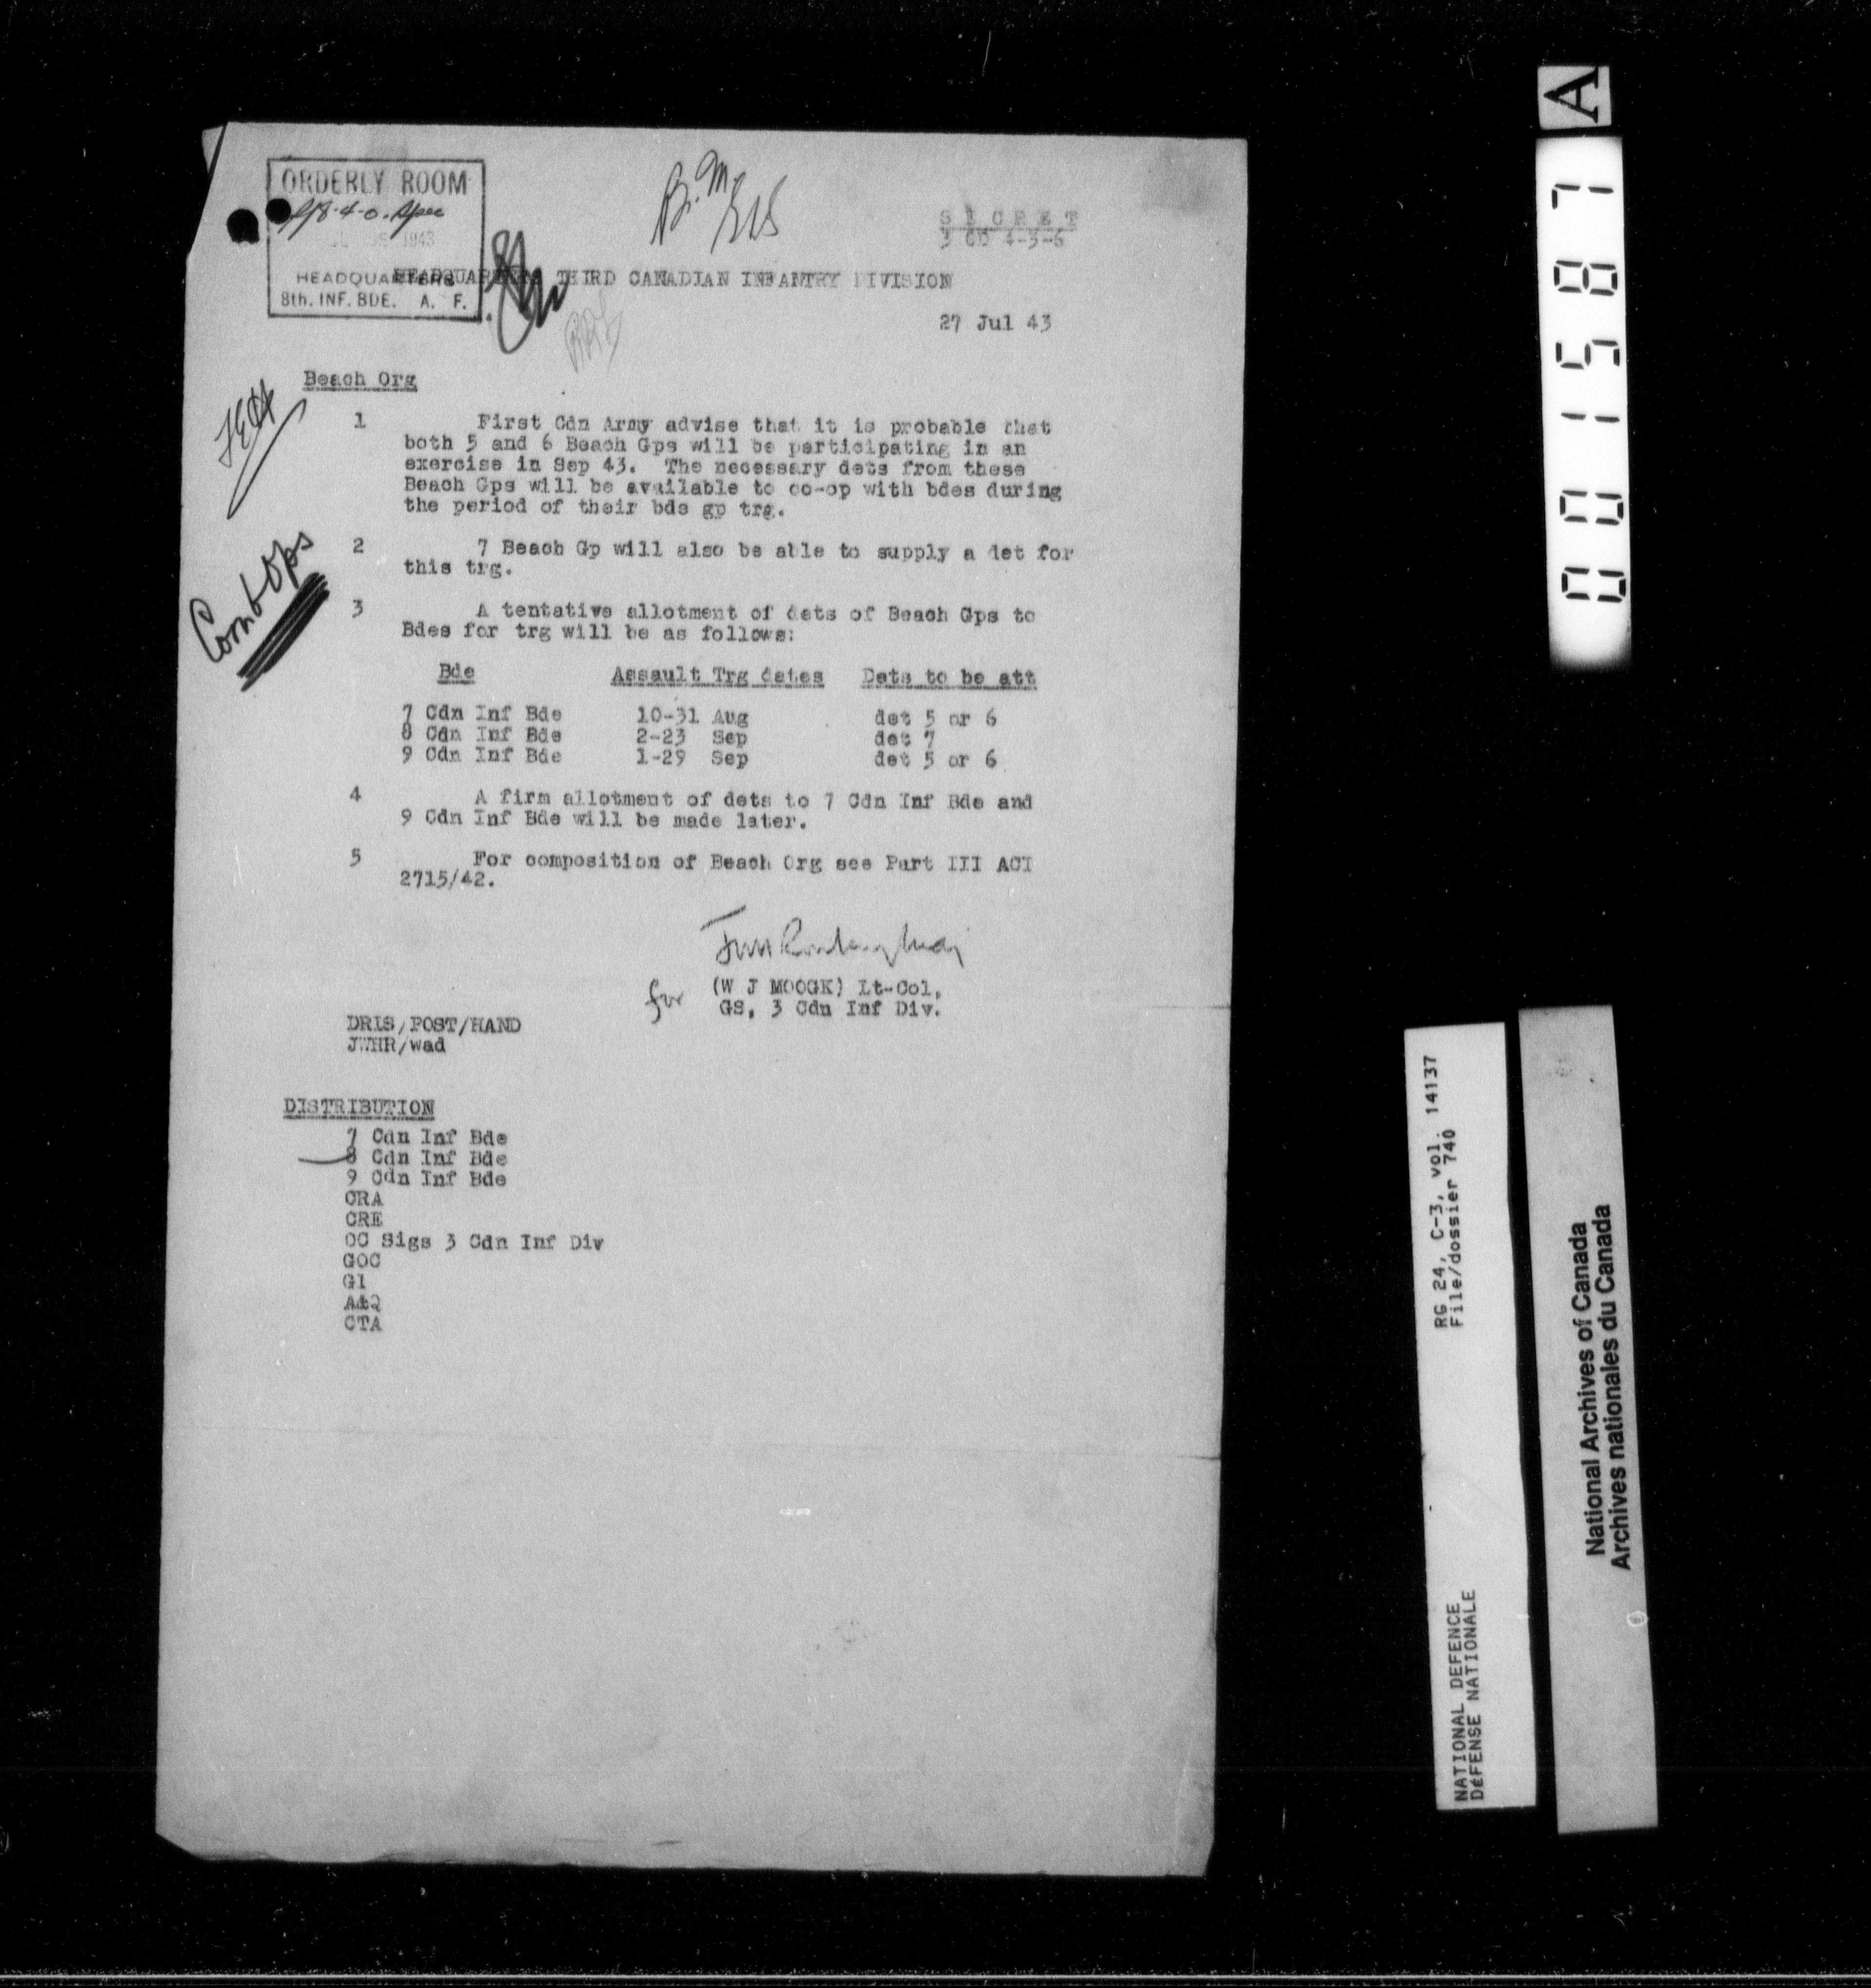 ORDERLY ROOM
1943
HEADQUARTERS
8th. INF. BDE. A. F.
B.M.
SECRET
3 CD 4-3-6
HEADQUARTERS THIRD CANADIAN INFANTRY DIVISION
27 Jul 43
Beach Org
Comb Ops
1 First Cdn Army advise that it is probable that
both 5 and 6 Beach Gps will be participating in an
exercise in Sep 43. The necessary dets from these
Beach Gps will be available to co-op with bdes during
the period of their bde gp trg.
2 7 Beach Gp will also be able to supply a det for
this trg.
3 A tentative allotment of dets of Beach Gps to
Bdes for trg will be as follows:
Bde Assault Trg dates Dets to be att
7 Cdn Inf Bde 10-31 Aug det 5 or 6
8 Cdn Inf Bde 2-23 Sep det 7
9 Cdn Inf Bde 1-29 Sep det 5 or 6
4 A firm allotment of dets to 7 Cdn Inf Bde and
9 Cdn Inf Bde will be made later.
5 For composition of Beach Org see Part III ACI
2715/42.
for (W J MOOGK) Lt-Col,
GS, 3 Cdn Inf Div.
DRLS/POST/HAND
JWHR/wad
DISTRIBUTION
7 Cdn Inf Bde
8 Cdn Inf Bde
9 Cdn Inf Bde
CRA
CRE
OC Sigs 3 Cdn Inf Div
GOC
G1
A&Q
CTA
A
001587
RG 24, C-3, vol. 14137
File/dossier 740
NATIONAL DEFENCE
DÉFENSE NATIONALE
National Archives of Canada
Archives nationales du Canada